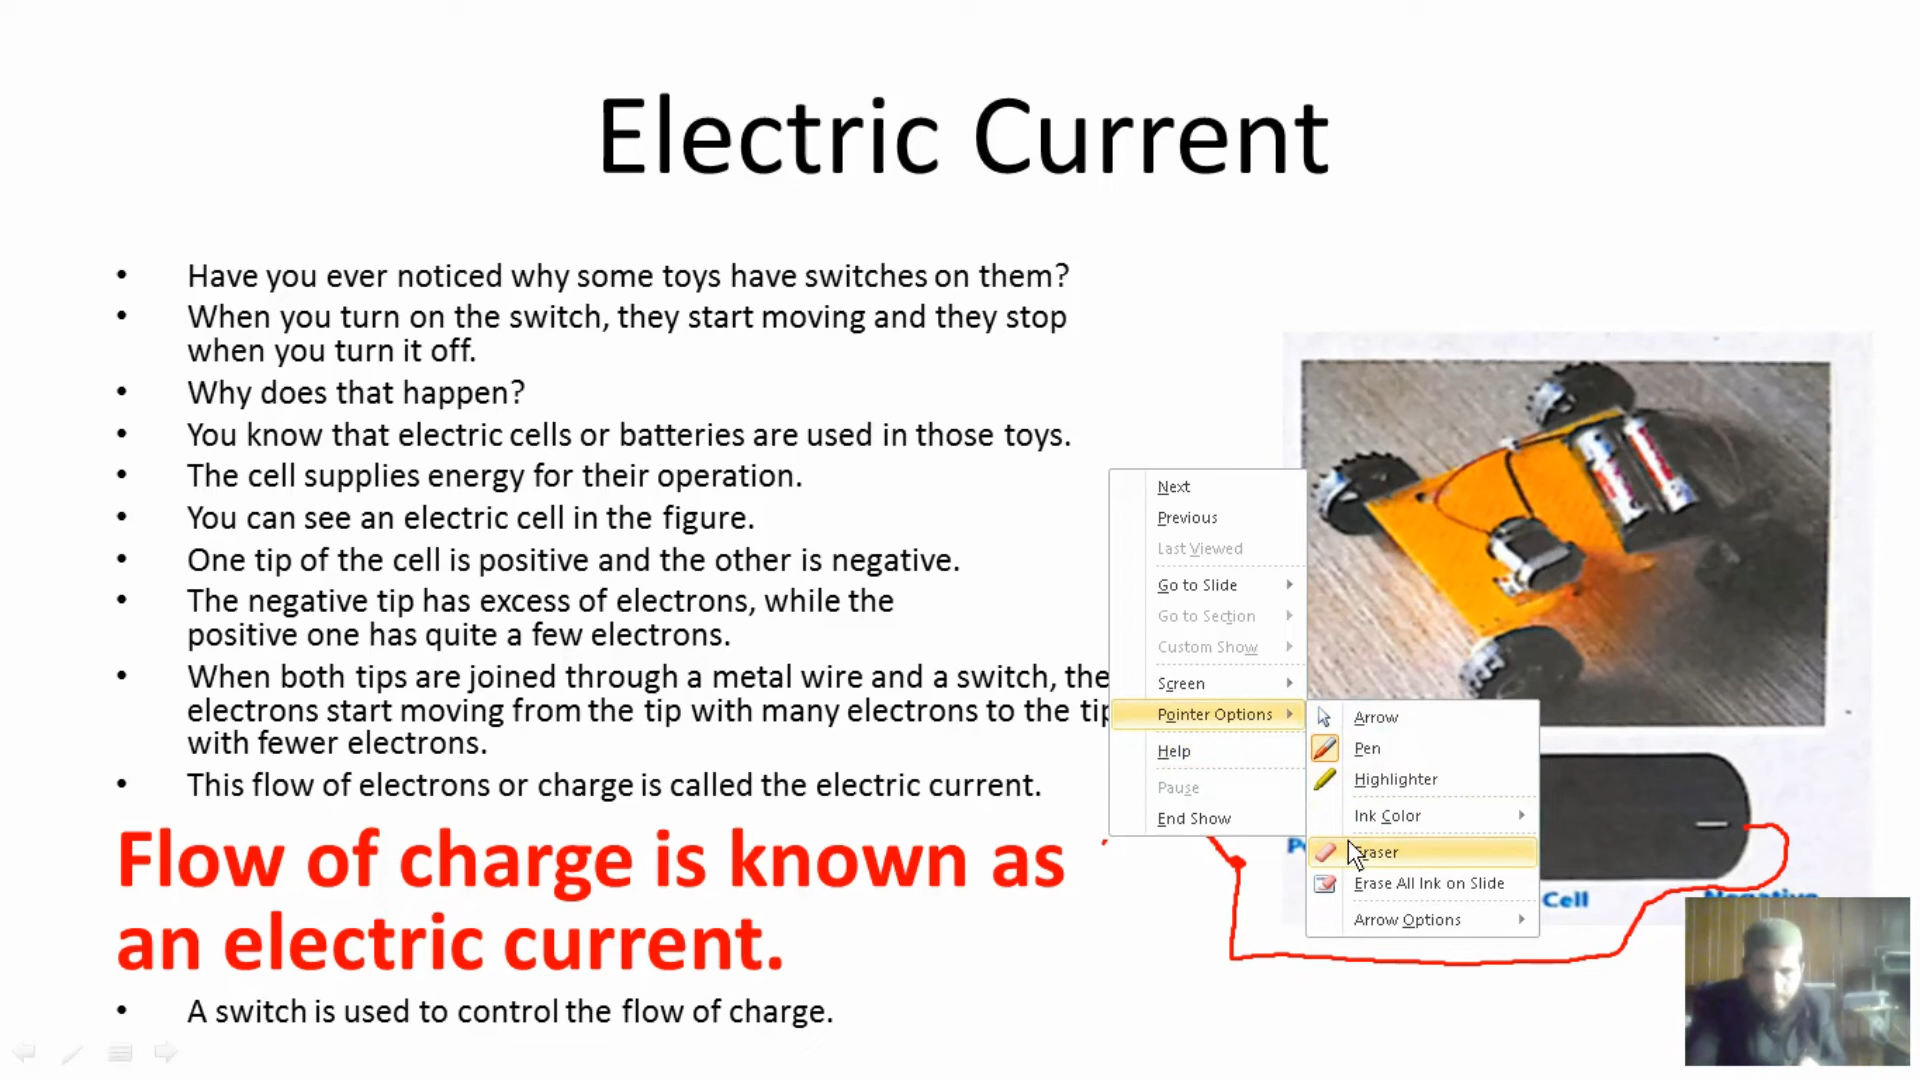 Electric Current
• Have you ever noticed why some toys have switches on them?
• When you turn on the switch, they start moving and they stop
when you turn it off.
• Why does that happen?
• You know that electric cells or batteries are used in those toys.
• The cell supplies energy for their operation.
• You can see an electric cell in the figure.
• One tip of the cell is positive and the other is negative.
• The negative tip has excess of electrons, while the
positive one has quite a few electrons.
• When both tips are joined through a metal wire and a switch, the
electrons start moving from the tip with many electrons to the tip
with fewer electrons.
• This flow of electrons or charge is called the electric current.
Flow of charge is known as
an electric current.
• A switch is used to control the flow of charge.
Next
Previous
Last Viewed
Go to Slide
Go to Section
Custom Show
Screen
Pointer Options
Help
Pause
End Show
Arrow
Pen
Highlighter
Ink Color
Eraser
Erase All Ink on Slide
Arrow Options
Cell
Negative